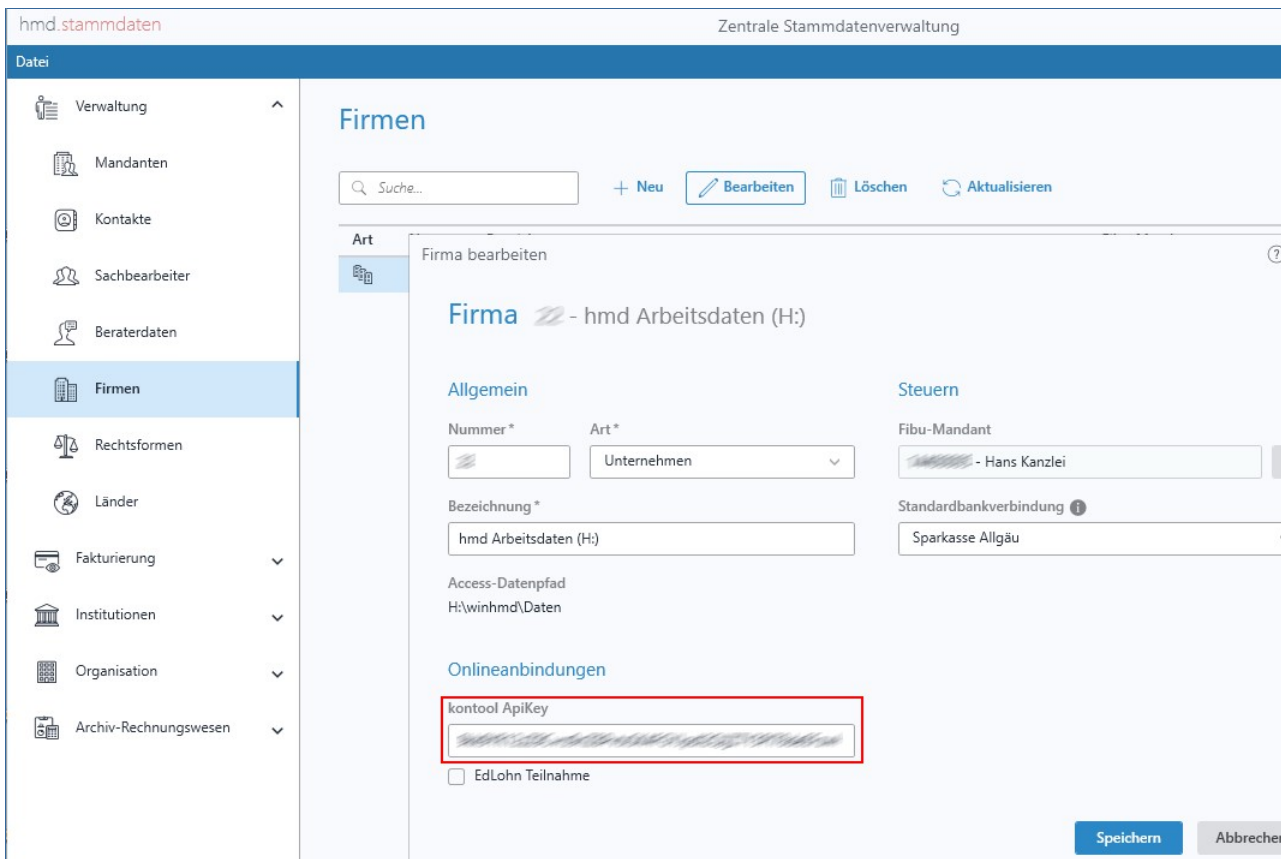 hmd.stammdaten
Zentrale Stammdatenverwaltung
Datei
Verwaltung
Mandanten
Kontakte
Sachbearbeiter
Beraterdaten
Firmen
Rechtsformen
Länder
Fakturierung
Institutionen
Organisation
Archiv-Rechnungswesen
Firmen
Suche...
Neu
Bearbeiten
Löschen
Aktualisieren
Art
Firma bearbeiten
Firma - hmd Arbeitsdaten (H:)
Allgemein
Nummer*
Art*
Unternehmen
Bezeichnung*
hmd Arbeitsdaten (H:)
Access-Datenpfad
H:\winhmd\Daten
Steuern
Fibu-Mandant
- Hans Kanzlei
Standardbankverbindung
Sparkasse Allgäu
Onlineanbindungen
kontool ApiKey
EdLohn Teilnahme
Speichern
Abbrechen